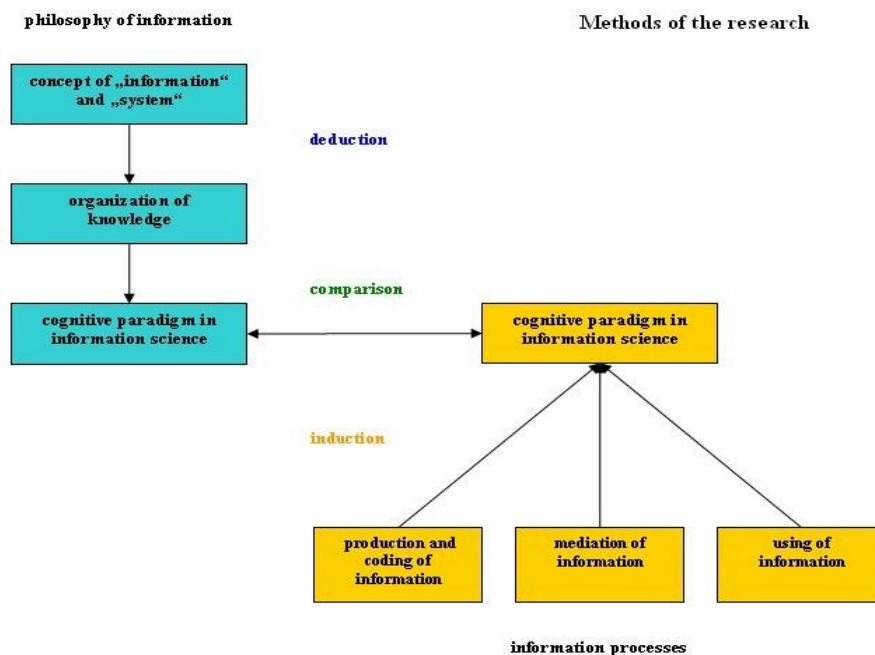 philosophy of information
Methods of the research
concept of „information“
and „system“
deduction
organization of
knowledge
comparison
cognitive paradigm in
information science
cognitive paradigm in
information science
induction
production and
coding of
information
mediation of
information
using of
information
information processes